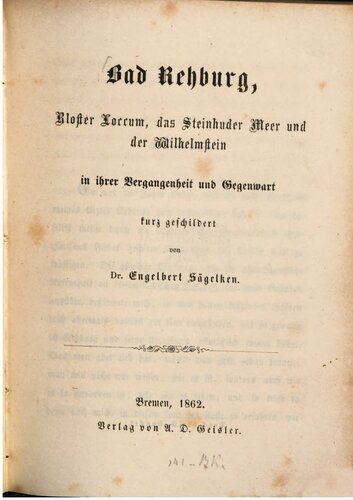 Bad Rehburg,
Kloster Loccum, das Steinhuder Meer und
der Wilhelmstein
in ihrer Vergangenheit und Gegenwart
kurz geschildert
von
Dr. Engelbert Sägelken.
Bremen, 1862.
Verlag von A. D. Geisler.